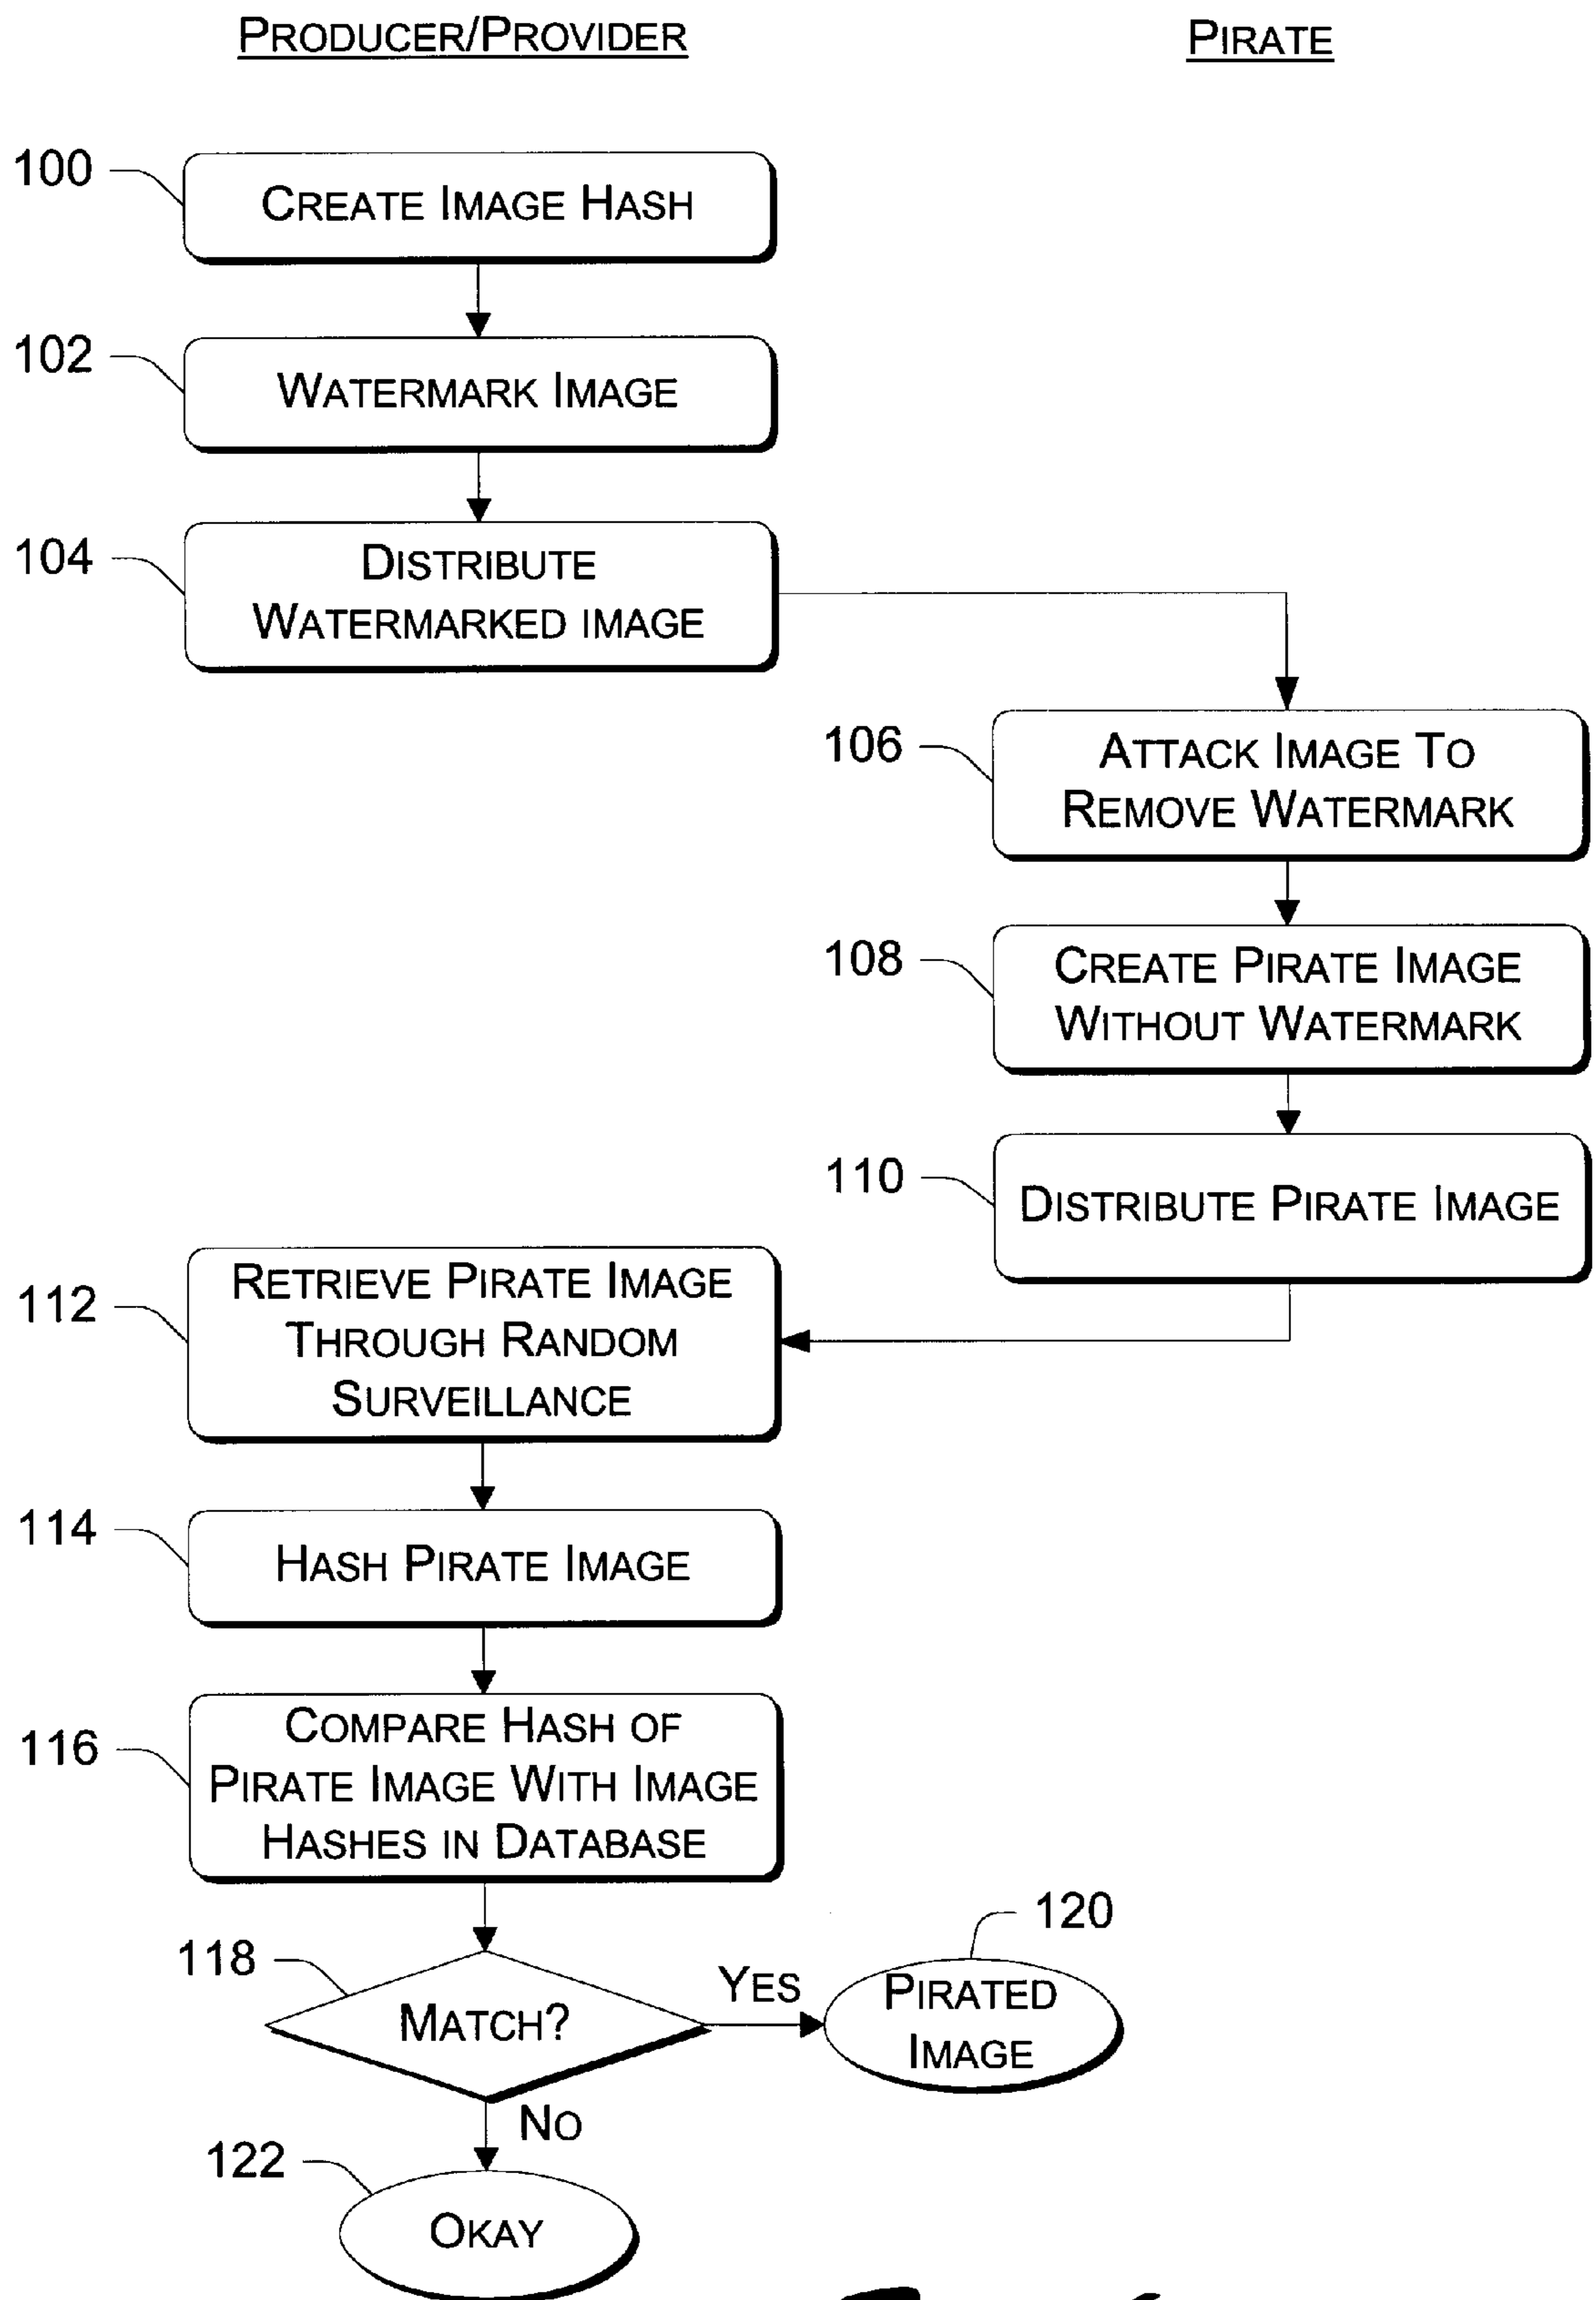 PRODUCER/PROVIDER
PIRATE
100
CREATE IMAGE HASH
102
WATERMARK IMAGE
104
DISTRIBUTE
WATERMARKED IMAGE
106
ATTACK IMAGE TO
REMOVE WATERMARK
108
CREATE PIRATE IMAGE
WITHOUT WATERMARK
110
DISTRIBUTE PIRATE IMAGE
112
RETRIEVE PIRATE IMAGE
THROUGH RANDOM
SURVEILLANCE
114
HASH PIRATE IMAGE
116
COMPARE HASH OF
PIRATE IMAGE WITH IMAGE
HASHES IN DATABASE
118
MATCH?
YES
120
PIRATED
IMAGE
NO
122
OKAY